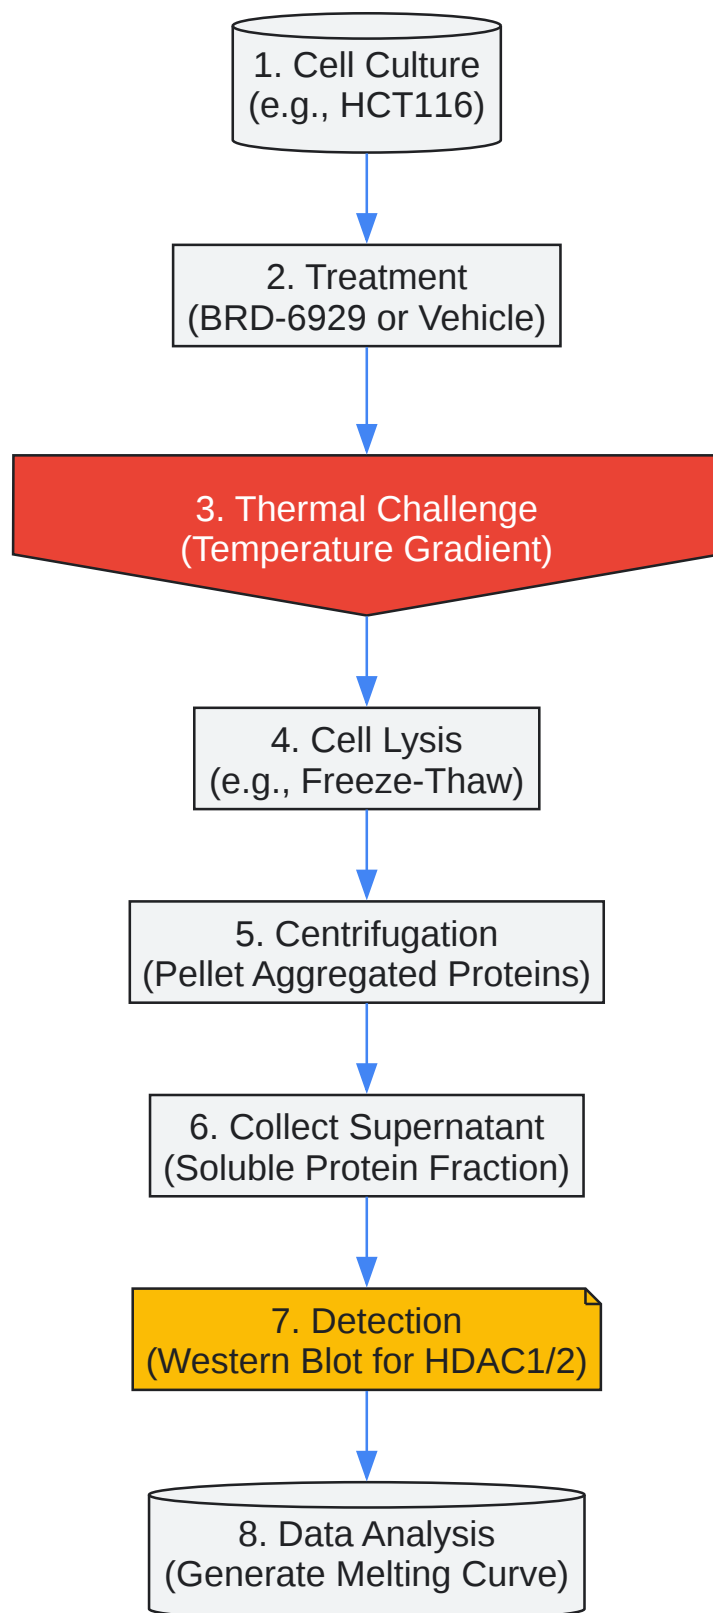 1. Cell Culture
(e.g., HCT116)
2. Treatment
(BRD-6929 or Vehicle)
3. Thermal Challenge
(Temperature Gradient)
4. Cell Lysis
(e.g., Freeze-Thaw)
5. Centrifugation
(Pellet Aggregated Proteins)
6. Collect Supernatant
(Soluble Protein Fraction)
7. Detection
(Western Blot for HDAC1/2)
8. Data Analysis
(Generate Melting Curve)